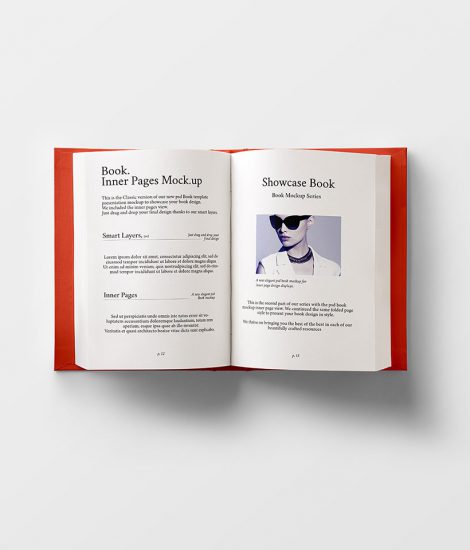 Book.
Inner Pages Mock.up
This is the Classic version of our new psd Book template
presentation mockup to showcase your book design.
We included the inners pages view.
Just drag and drop your final design thanks to our smart layers.
Smart Layers, psd
Just drag and drop your
final design
Lorem ipsum dolor sit amet, consectetur adipiscing elit, sed do
eiusmod tempor incididunt ut labore et dolore magna aliqua.
Ut enim ad minim veniam, quis nostrud
eiusmod tempor incididunt ut labore et dolore magna aliqua.
Inner Pages
A new elegant psd
Book mockup
Sed ut perspiciatis unde omnis iste natus error sit vo-
luptatem accusantium doloremque laudantium, totam rem
aperiam, eaque ipsa quae ab illo inventore.
Veritatis et quasi architecto beatae vitae dicta sunt explicabo.
p. 12
Showcase Book
Book Mockup Series
A new elegant psd book mockup for
inner page design displays.
This is the second part of our series with the psd book
mockup inner page view. We continued the same folded page
style to present your book design in style.
We thrive on bringing you the best of the best in each of our
beautifully crafted resources
p. 13